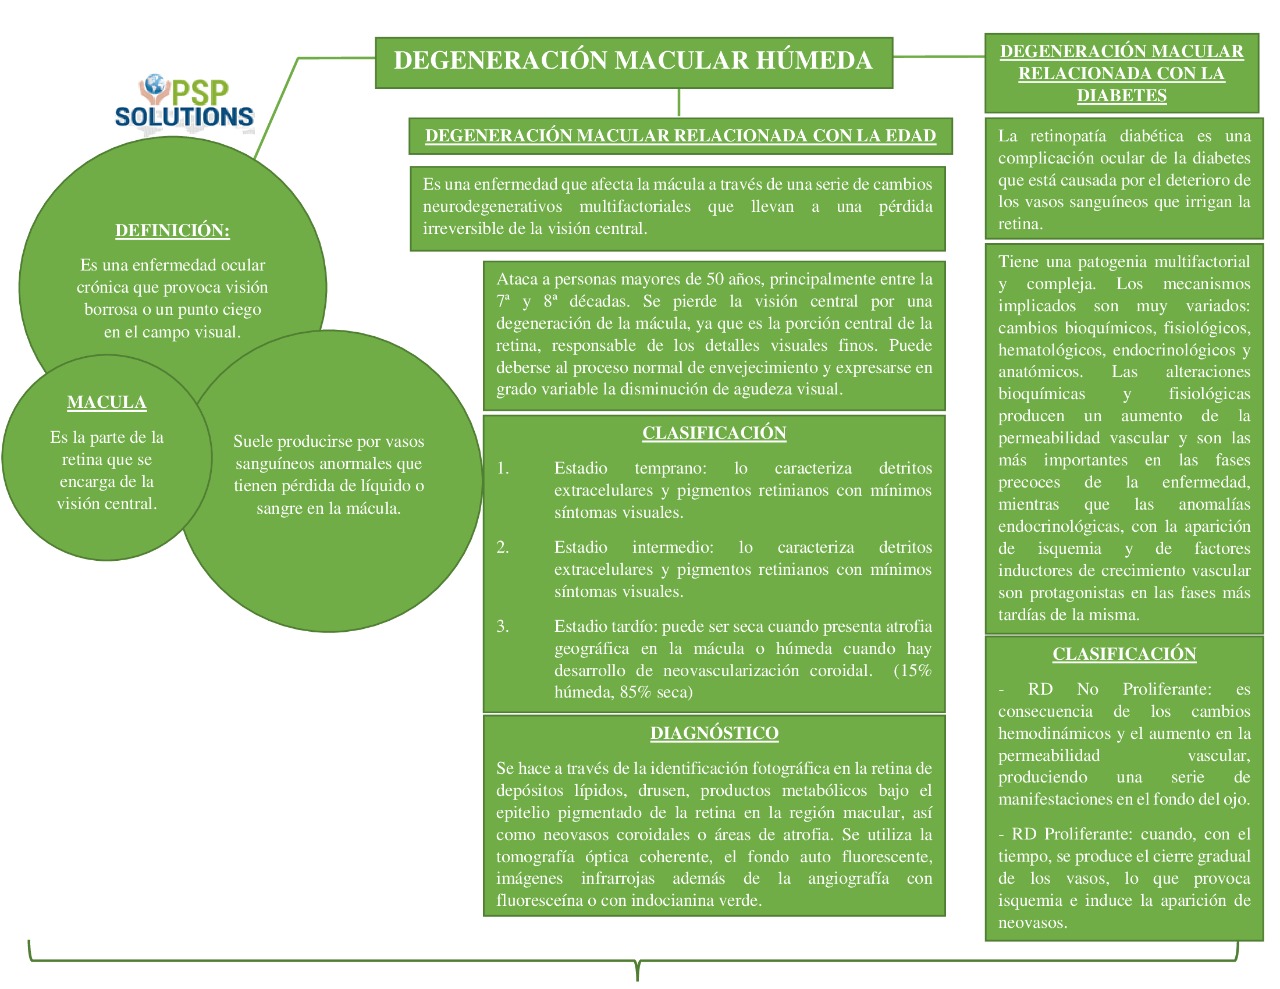 DEGENERACIÓN MACULAR HÚMEDA
PSP
SOLUTIONS
DEFINICIÓN:
Es una enfermedad ocular
crónica que provoca visión
borrosa o un punto ciego
en el campo visual.
MACULA
Es la parte de la
retina que se
encarga de la
visión central.
Suele producirse por vasos
sanguíneos anormales que
tienen pérdida de líquido o
sangre en la mácula.
DEGENERACIÓN MACULAR RELACIONADA CON LA EDAD
Es una enfermedad que afecta la mácula a través de una serie de cambios
neurodegenerativos multifactoriales que llevan a una pérdida
irreversible de la visión central.
Ataca a personas mayores de 50 años, principalmente entre la
7ª y 8ª décadas. Se pierde la visión central por una
degeneración de la mácula, ya que es la porción central de la
retina, responsable de los detalles visuales finos. Puede
deberse al proceso normal de envejecimiento y expresarse en
grado variable la disminución de agudeza visual.
CLASIFICACIÓN
1. Estadio temprano: lo caracteriza detritos
extracelulares y pigmentos retinianos con mínimos
síntomas visuales.
2. Estadio intermedio: lo caracteriza detritos
extracelulares y pigmentos retinianos con mínimos
síntomas visuales.
3. Estadio tardío: puede ser seca cuando presenta atrofia
geográfica en la mácula o húmeda cuando hay
desarrollo de neovascularización coroidal. (15%
húmeda, 85% seca)
DIAGNÓSTICO
Se hace a través de la identificación fotográfica en la retina de
depósitos lípidos, drusen, productos metabólicos bajo el
epitelio pigmentado de la retina en la región macular, así
como neovasos coroidales o áreas de atrofia. Se utiliza la
tomografía óptica coherente, el fondo auto fluorescente,
imágenes infrarrojas además de la angiografía con
fluoresceína o con indocianina verde.
DEGENERACIÓN MACULAR
RELACIONADA CON LA
DIABETES
La retinopatía diabética es una
complicación ocular de la diabetes
que está causada por el deterioro de
los vasos sanguíneos que irrigan la
retina.
Tiene una patogenia multifactorial
y compleja. Los mecanismos
implicados son muy variados:
cambios bioquímicos, fisiológicos,
hematológicos, endocrinológicos y
anatómicos. Las alteraciones
bioquímicas y fisiológicas
producen un aumento de la
permeabilidad vascular y son las
más importantes en las fases
precoces de la enfermedad,
mientras que las anomalías
endocrinológicas, con la aparición
de isquemia y de factores
inductores de crecimiento vascular
son protagonistas en las fases más
tardías de la misma.
CLASIFICACIÓN
- RD No Proliferante: es
consecuencia de los cambios
hemodinámicos y el aumento en la
permeabilidad vascular,
produciendo una serie de
manifestaciones en el fondo del ojo.
- RD Proliferante: cuando, con el
tiempo, se produce el cierre gradual
de los vasos, lo que provoca
isquemia e induce la aparición de
neovasos.